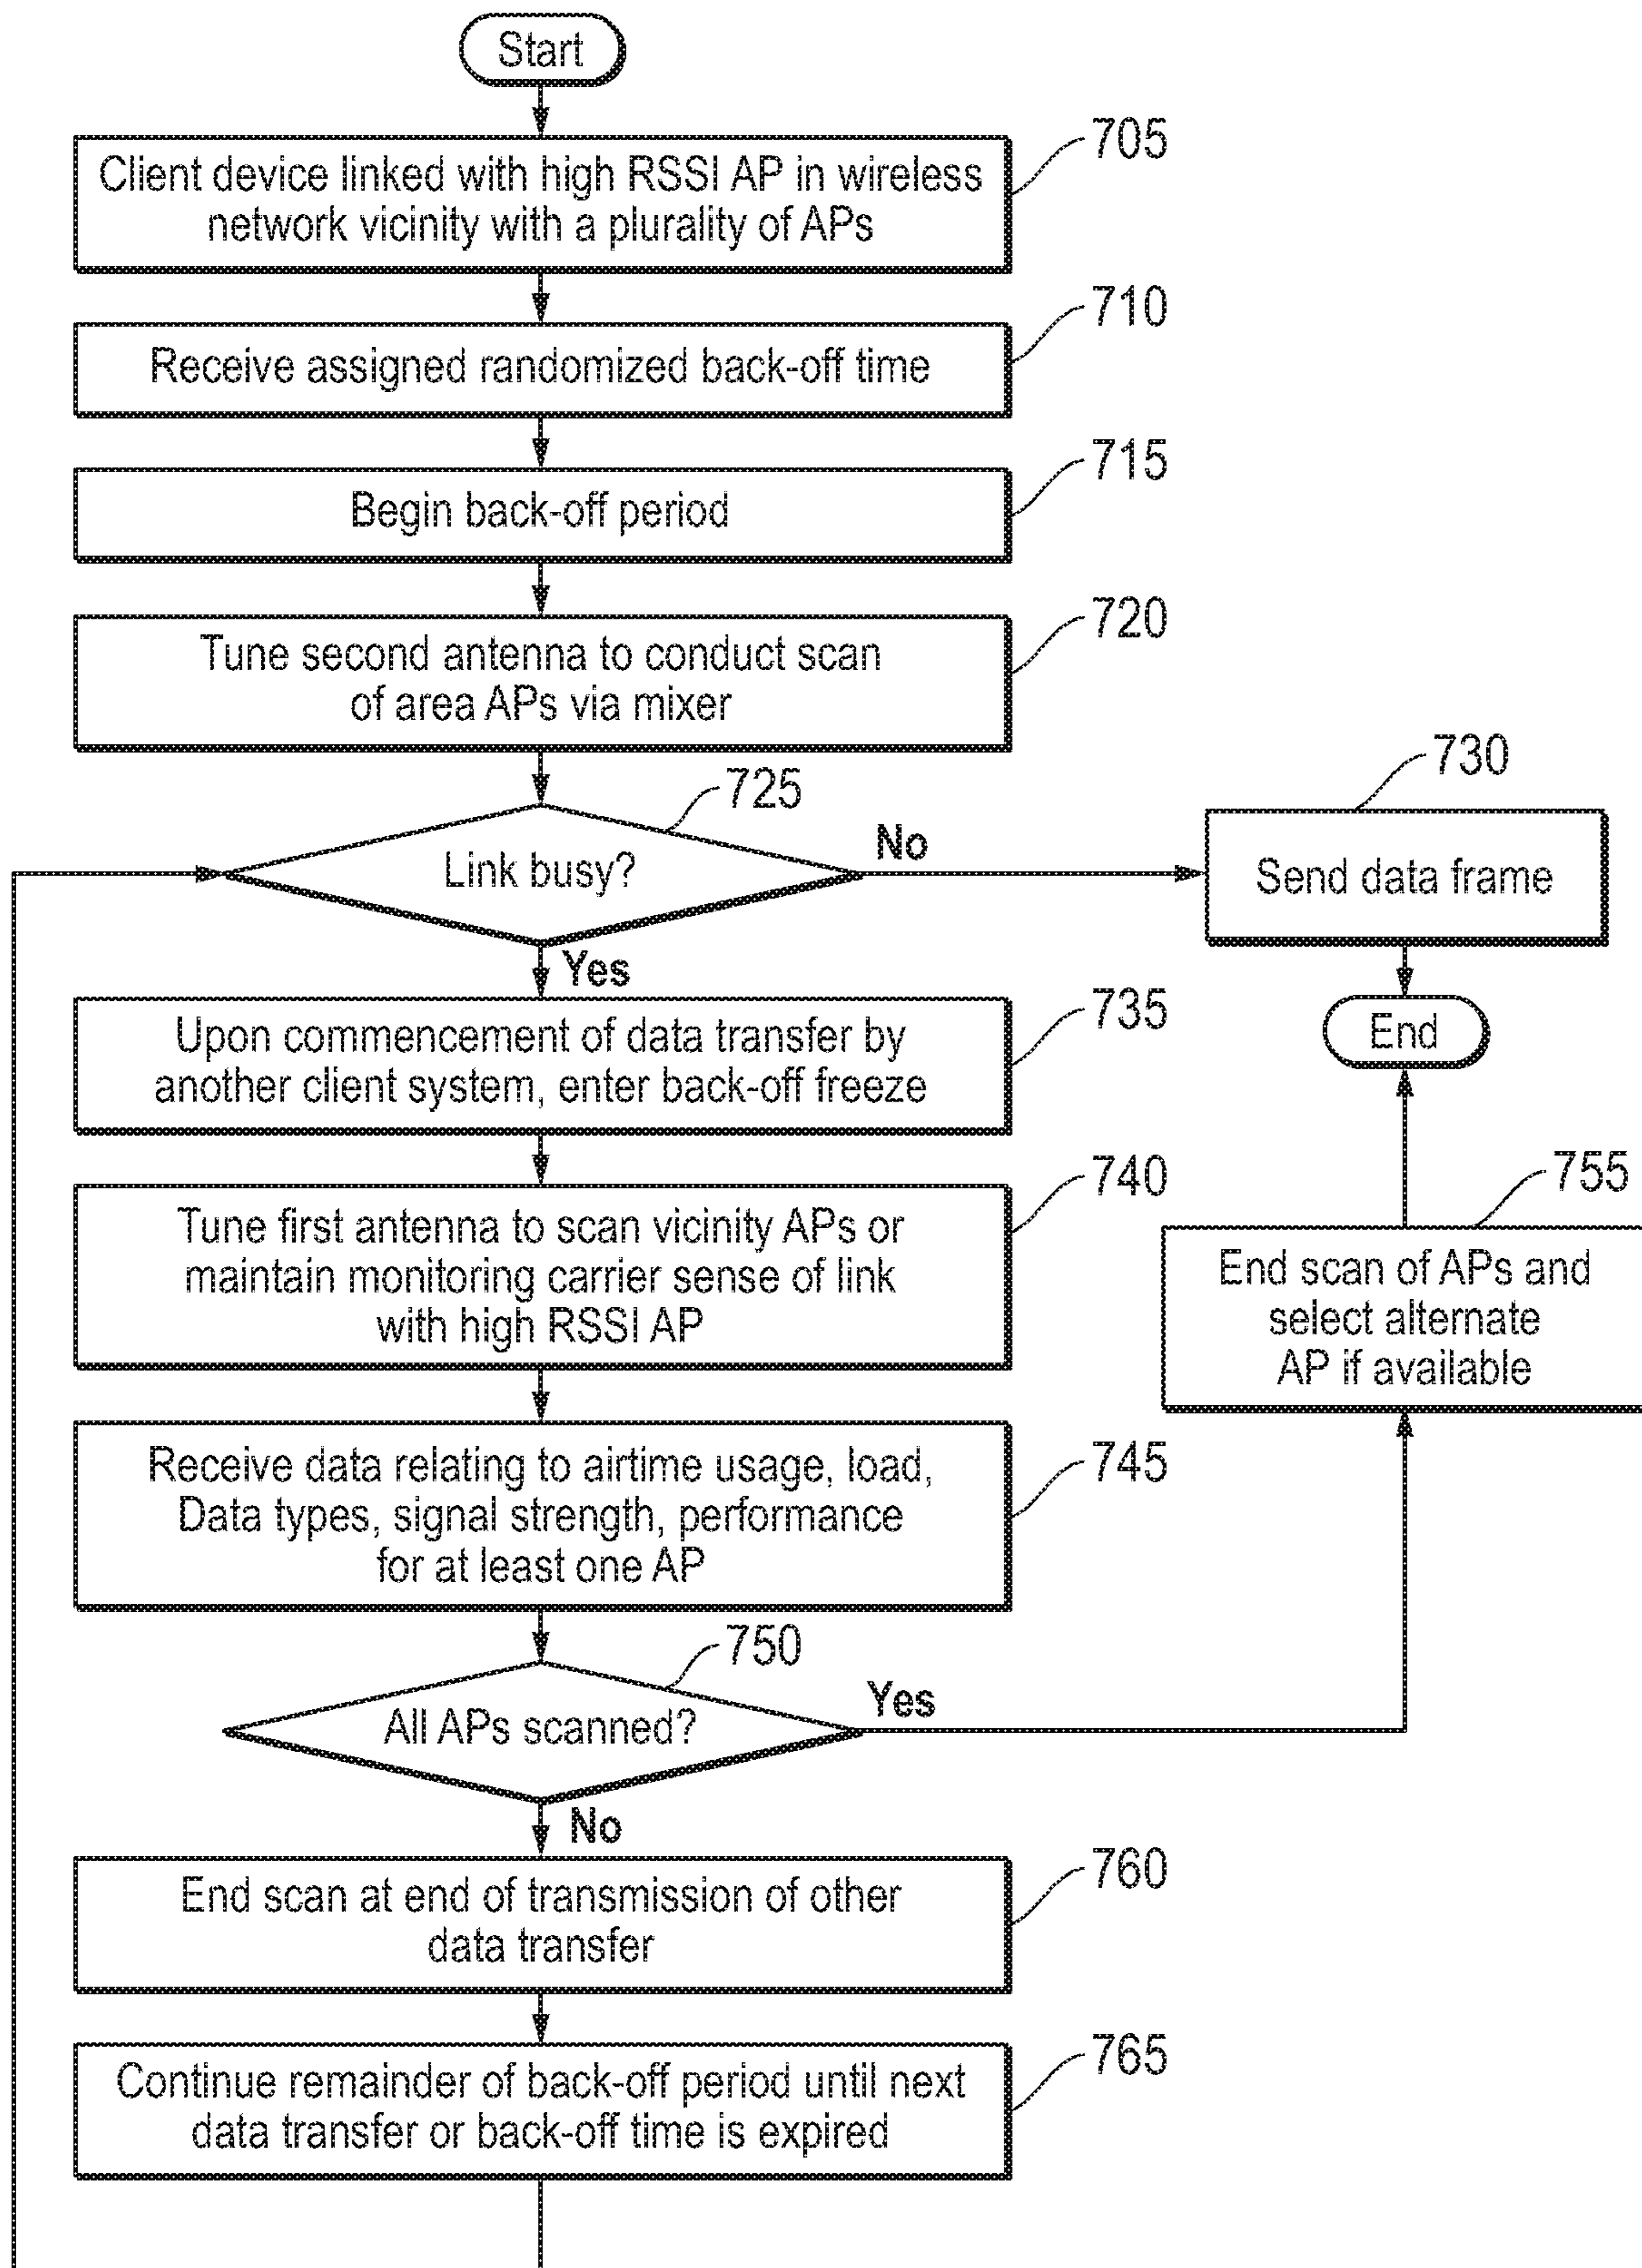 Start
705
Client device linked with high RSSI AP in wireless
network vicinity with a plurality of APs
710
Receive assigned randomized back-off time
715
Begin back-off period
720
Tune second antenna to conduct scan
of area APs via mixer
725
Link busy?
No
730
Send data frame
End
Yes
735
Upon commencement of data transfer by
another client system, enter back-off freeze
740
Tune first antenna to scan vicinity APs or
maintain monitoring carrier sense of link
with high RSSI AP
755
End scan of APs and
select alternate
AP if available
745
Receive data relating to airtime usage, load,
Data types, signal strength, performance
for at least one AP
750
All APs scanned?
Yes
No
760
End scan at end of transmission of other
data transfer
765
Continue remainder of back-off period until next
data transfer or back-off time is expired